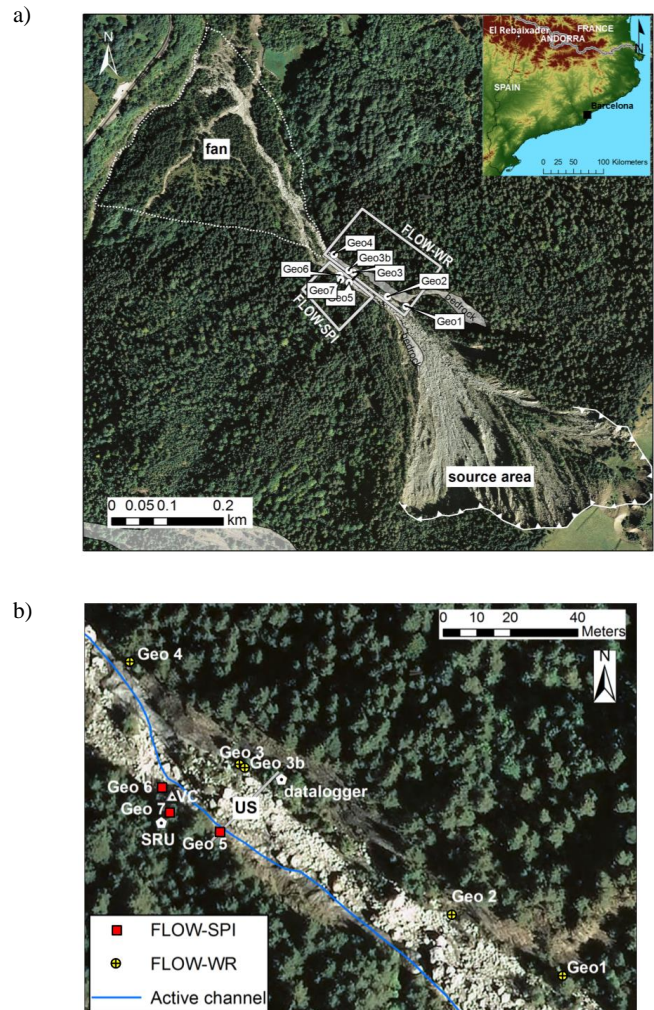 a)
N
El Rebaixader
FRANCE
ANDORRA
SPAIN
Barcelona
0 25 50 100 Kilometers
fan
FLOW-WR
Geo4
Geo3b
Geo6
Geo3
Geo2
Geo7
Geo5
Geo1
FLOW-SPI
bedrock
bedrock
source area
0 0.05 0.1 0.2
km
b)
0 10 20 40
Meters
N
Geo 4
Geo 3
Geo 3b
Geo 6
VC
US
datalogger
Geo 7
SRU
Geo 5
Geo 2
Geo1
FLOW-SPI
FLOW-WR
Active channel